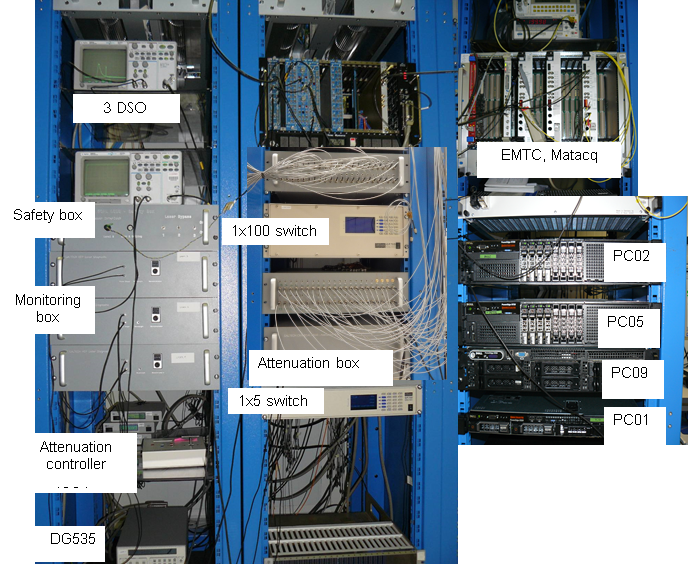 3 DSO
EMTC, Matacq
Safety box
1x100 switch
PC02
Monitoring
box
PC05
Attenuation box
PC09
1x5 switch
PC01
Attenuation
controller
DG535